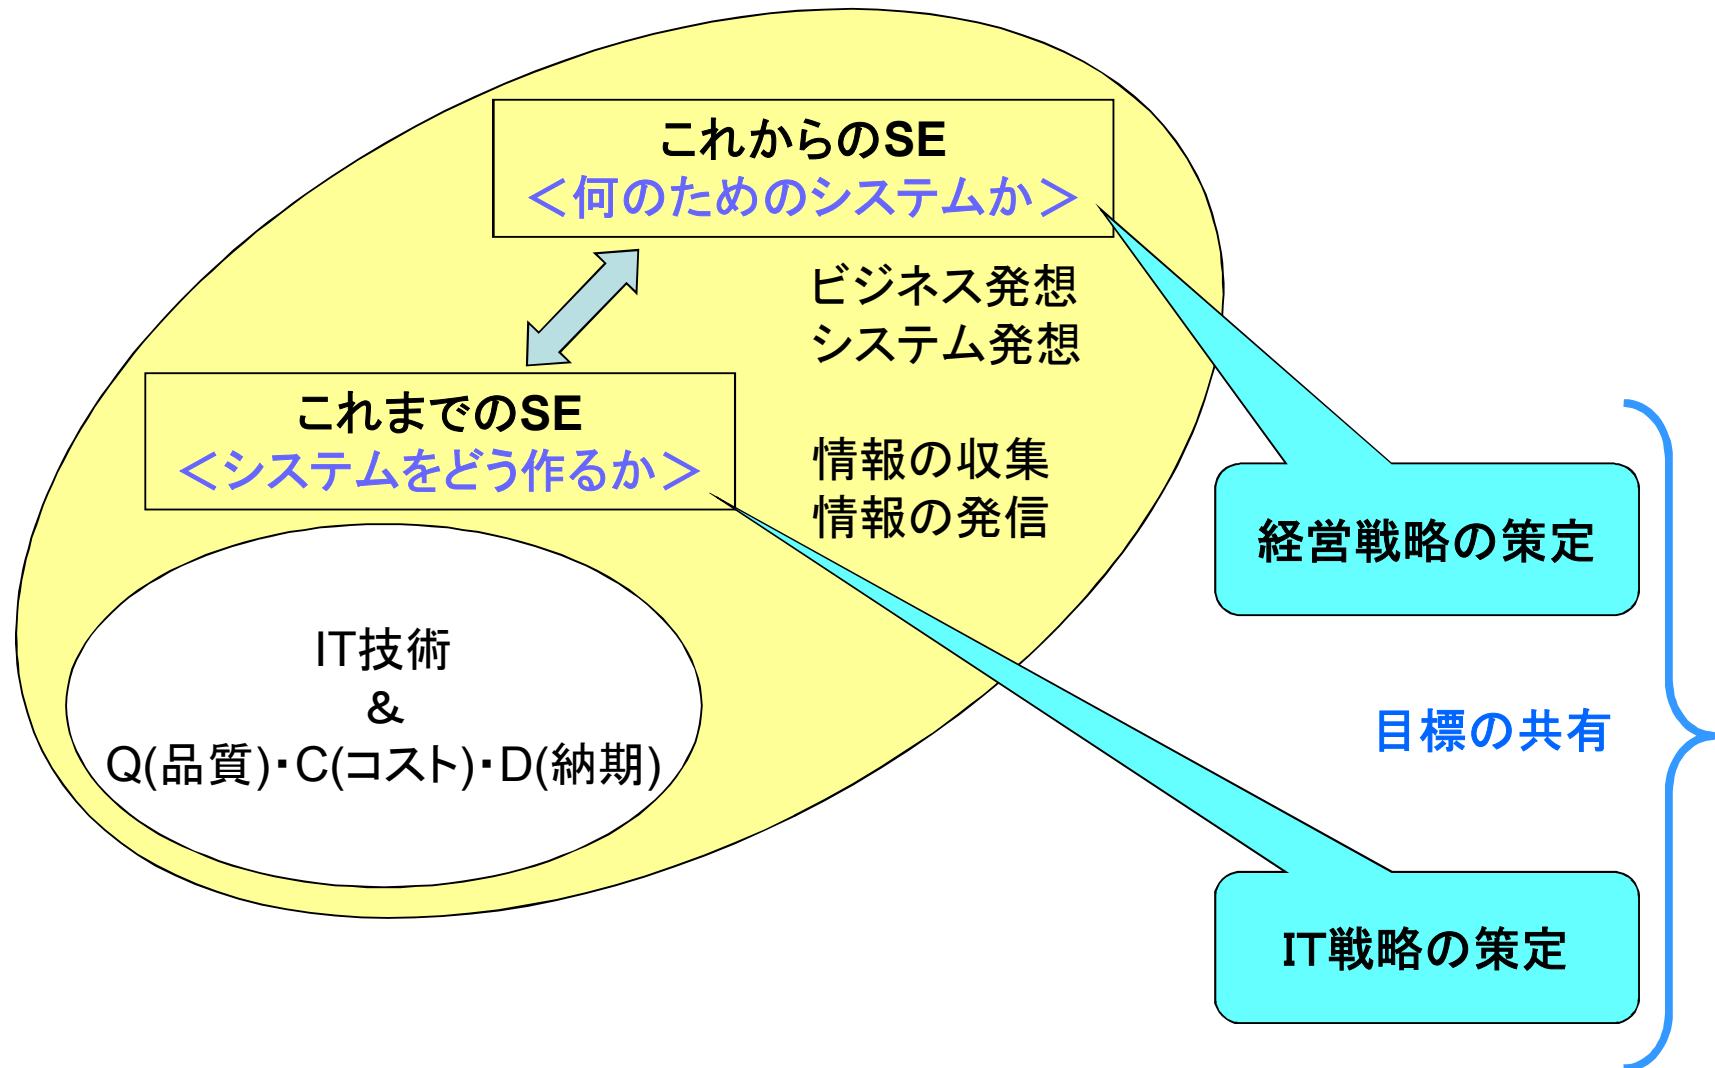 これからのSE
＜何のためのシステムか＞
ビジネス発想
システム発想
これまでのSE
＜システムをどう作るか＞
情報の収集
情報の発信
経営戦略の策定
IT技術
&
Q(品質)・C(コスト)・D(納期)
目標の共有
IT戦略の策定